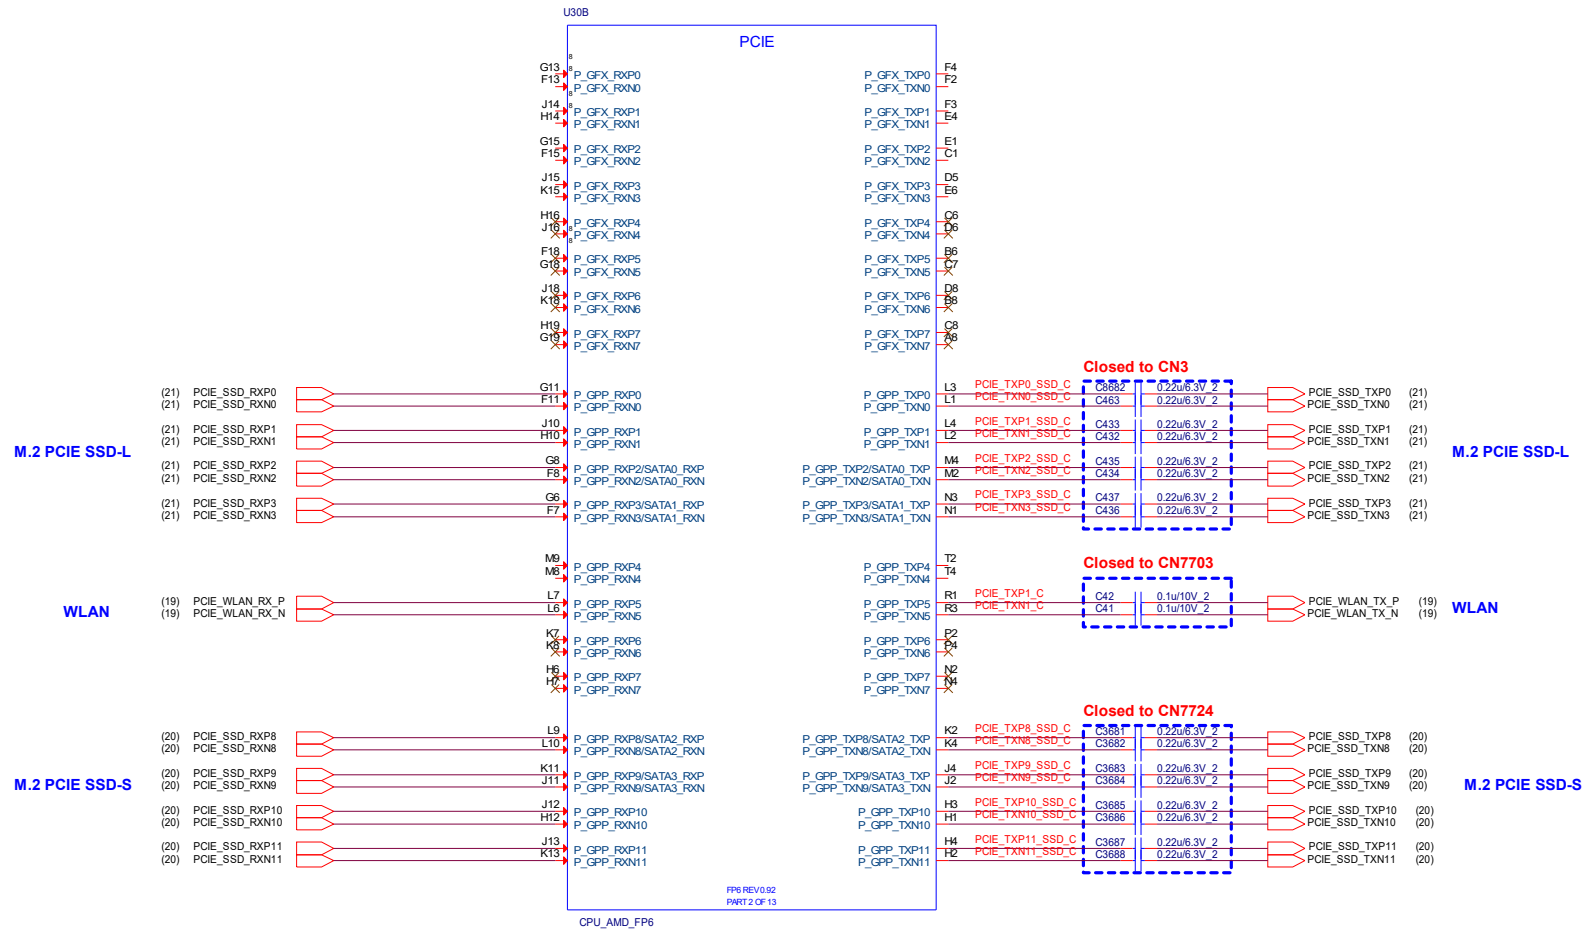 U30B
PCIE
8
G13 8 P_GFX_RXP0 P_GFX_TXP0 F4
F13 P_GFX_RXN0 P_GFX_TXN0 F2
8
J14 8 P_GFX_RXP1 P_GFX_TXP1 F3
H14 P_GFX_RXN1 P_GFX_TXN1 E4
G15 P_GFX_RXP2 P_GFX_TXP2 E1
F15 P_GFX_RXN2 P_GFX_TXN2 C1
J15 P_GFX_RXP3 P_GFX_TXP3 D5
K15 P_GFX_RXN3 P_GFX_TXN3 E6
H16 P_GFX_RXP4 P_GFX_TXP4 C6
J16 8 P_GFX_RXN4 P_GFX_TXN4 D6
8
F18 P_GFX_RXP5 P_GFX_TXP5 B6
G18 P_GFX_RXN5 P_GFX_TXN5 C7
J18 P_GFX_RXP6 P_GFX_TXP6 D8
K18 P_GFX_RXN6 P_GFX_TXN6 B8
H19 P_GFX_RXP7 P_GFX_TXP7 C8
G19 P_GFX_RXN7 P_GFX_TXN7 A8
Closed to CN3
(21) PCIE_SSD_RXP0 G11 P_GPP_RXP0 P_GPP_TXP0 L3 PCIE_TXP0_SSD_C C8682 0.22u/6.3V_2 PCIE_SSD_TXP0 (21)
(21) PCIE_SSD_RXN0 F11 P_GPP_RXN0 P_GPP_TXN0 L1 PCIE_TXN0_SSD_C C463 0.22u/6.3V_2 PCIE_SSD_TXN0 (21)
(21) PCIE_SSD_RXP1 J10 P_GPP_RXP1 P_GPP_TXP1 L4 PCIE_TXP1_SSD_C C433 0.22u/6.3V_2 PCIE_SSD_TXP1 (21)
(21) PCIE_SSD_RXN1 H10 P_GPP_RXN1 P_GPP_TXN1 L2 PCIE_TXN1_SSD_C C432 0.22u/6.3V_2 PCIE_SSD_TXN1 (21)
M.2 PCIE SSD-L M.2 PCIE SSD-L
(21) PCIE_SSD_RXP2 G8 P_GPP_RXP2/SATA0_RXP P_GPP_TXP2/SATA0_TXP M4 PCIE_TXP2_SSD_C C435 0.22u/6.3V_2 PCIE_SSD_TXP2 (21)
(21) PCIE_SSD_RXN2 F8 P_GPP_RXN2/SATA0_RXN P_GPP_TXN2/SATA0_TXN M2 PCIE_TXN2_SSD_C C434 0.22u/6.3V_2 PCIE_SSD_TXN2 (21)
(21) PCIE_SSD_RXP3 G6 P_GPP_RXP3/SATA1_RXP P_GPP_TXP3/SATA1_TXP N3 PCIE_TXP3_SSD_C C437 0.22u/6.3V_2 PCIE_SSD_TXP3 (21)
(21) PCIE_SSD_RXN3 F7 P_GPP_RXN3/SATA1_RXN P_GPP_TXN3/SATA1_TXN N1 PCIE_TXN3_SSD_C C436 0.22u/6.3V_2 PCIE_SSD_TXN3 (21)
Closed to CN7703
M9 P_GPP_RXP4 P_GPP_TXP4 T2
M8 P_GPP_RXN4 P_GPP_TXN4 T4
(19) PCIE_WLAN_RX_P L7 P_GPP_RXP5 P_GPP_TXP5 R1 PCIE_TXP1_C C42 0.1u/10V_2 PCIE_WLAN_TX_P (19)
WLAN WLAN
(19) PCIE_WLAN_RX_N L6 P_GPP_RXN5 P_GPP_TXN5 R3 PCIE_TXN1_C C41 0.1u/10V_2 PCIE_WLAN_TX_N (19)
K7 P_GPP_RXP6 P_GPP_TXP6 P2
K8 P_GPP_RXN6 P_GPP_TXN6 P4
H6 P_GPP_RXP7 P_GPP_TXP7 N2
H7 P_GPP_RXN7 P_GPP_TXN7 N4
Closed to CN7724
(20) PCIE_SSD_RXP8 L9 P_GPP_RXP8/SATA2_RXP P_GPP_TXP8/SATA2_TXP K2 PCIE_TXP8_SSD_C C3681 0.22u/6.3V_2 PCIE_SSD_TXP8 (20)
(20) PCIE_SSD_RXN8 L10 P_GPP_RXN8/SATA2_RXN P_GPP_TXN8/SATA2_TXN K4 PCIE_TXN8_SSD_C C3682 0.22u/6.3V_2 PCIE_SSD_TXN8 (20)
(20) PCIE_SSD_RXP9 K11 P_GPP_RXP9/SATA3_RXP P_GPP_TXP9/SATA3_TXP J4 PCIE_TXP9_SSD_C C3683 0.22u/6.3V_2 PCIE_SSD_TXP9 (20)
(20) PCIE_SSD_RXN9 J11 P_GPP_RXN9/SATA3_RXN P_GPP_TXN9/SATA3_TXN J2 PCIE_TXN9_SSD_C C3684 0.22u/6.3V_2 PCIE_SSD_TXN9 (20)
M.2 PCIE SSD-S M.2 PCIE SSD-S
(20) PCIE_SSD_RXP10 J12 P_GPP_RXP10 P_GPP_TXP10 H3 PCIE_TXP10_SSD_C C3685 0.22u/6.3V_2 PCIE_SSD_TXP10 (20)
(20) PCIE_SSD_RXN10 H12 P_GPP_RXN10 P_GPP_TXN10 H1 PCIE_TXN10_SSD_C C3686 0.22u/6.3V_2 PCIE_SSD_TXN10 (20)
(20) PCIE_SSD_RXP11 J13 P_GPP_RXP11 P_GPP_TXP11 H4 PCIE_TXP11_SSD_C C3687 0.22u/6.3V_2 PCIE_SSD_TXP11 (20)
(20) PCIE_SSD_RXN11 K13 P_GPP_RXN11 P_GPP_TXN11 H2 PCIE_TXN11_SSD_C C3688 0.22u/6.3V_2 PCIE_SSD_TXN11 (20)
FP6 REV0.92
PART 2 OF 13
CPU_AMD_FP6